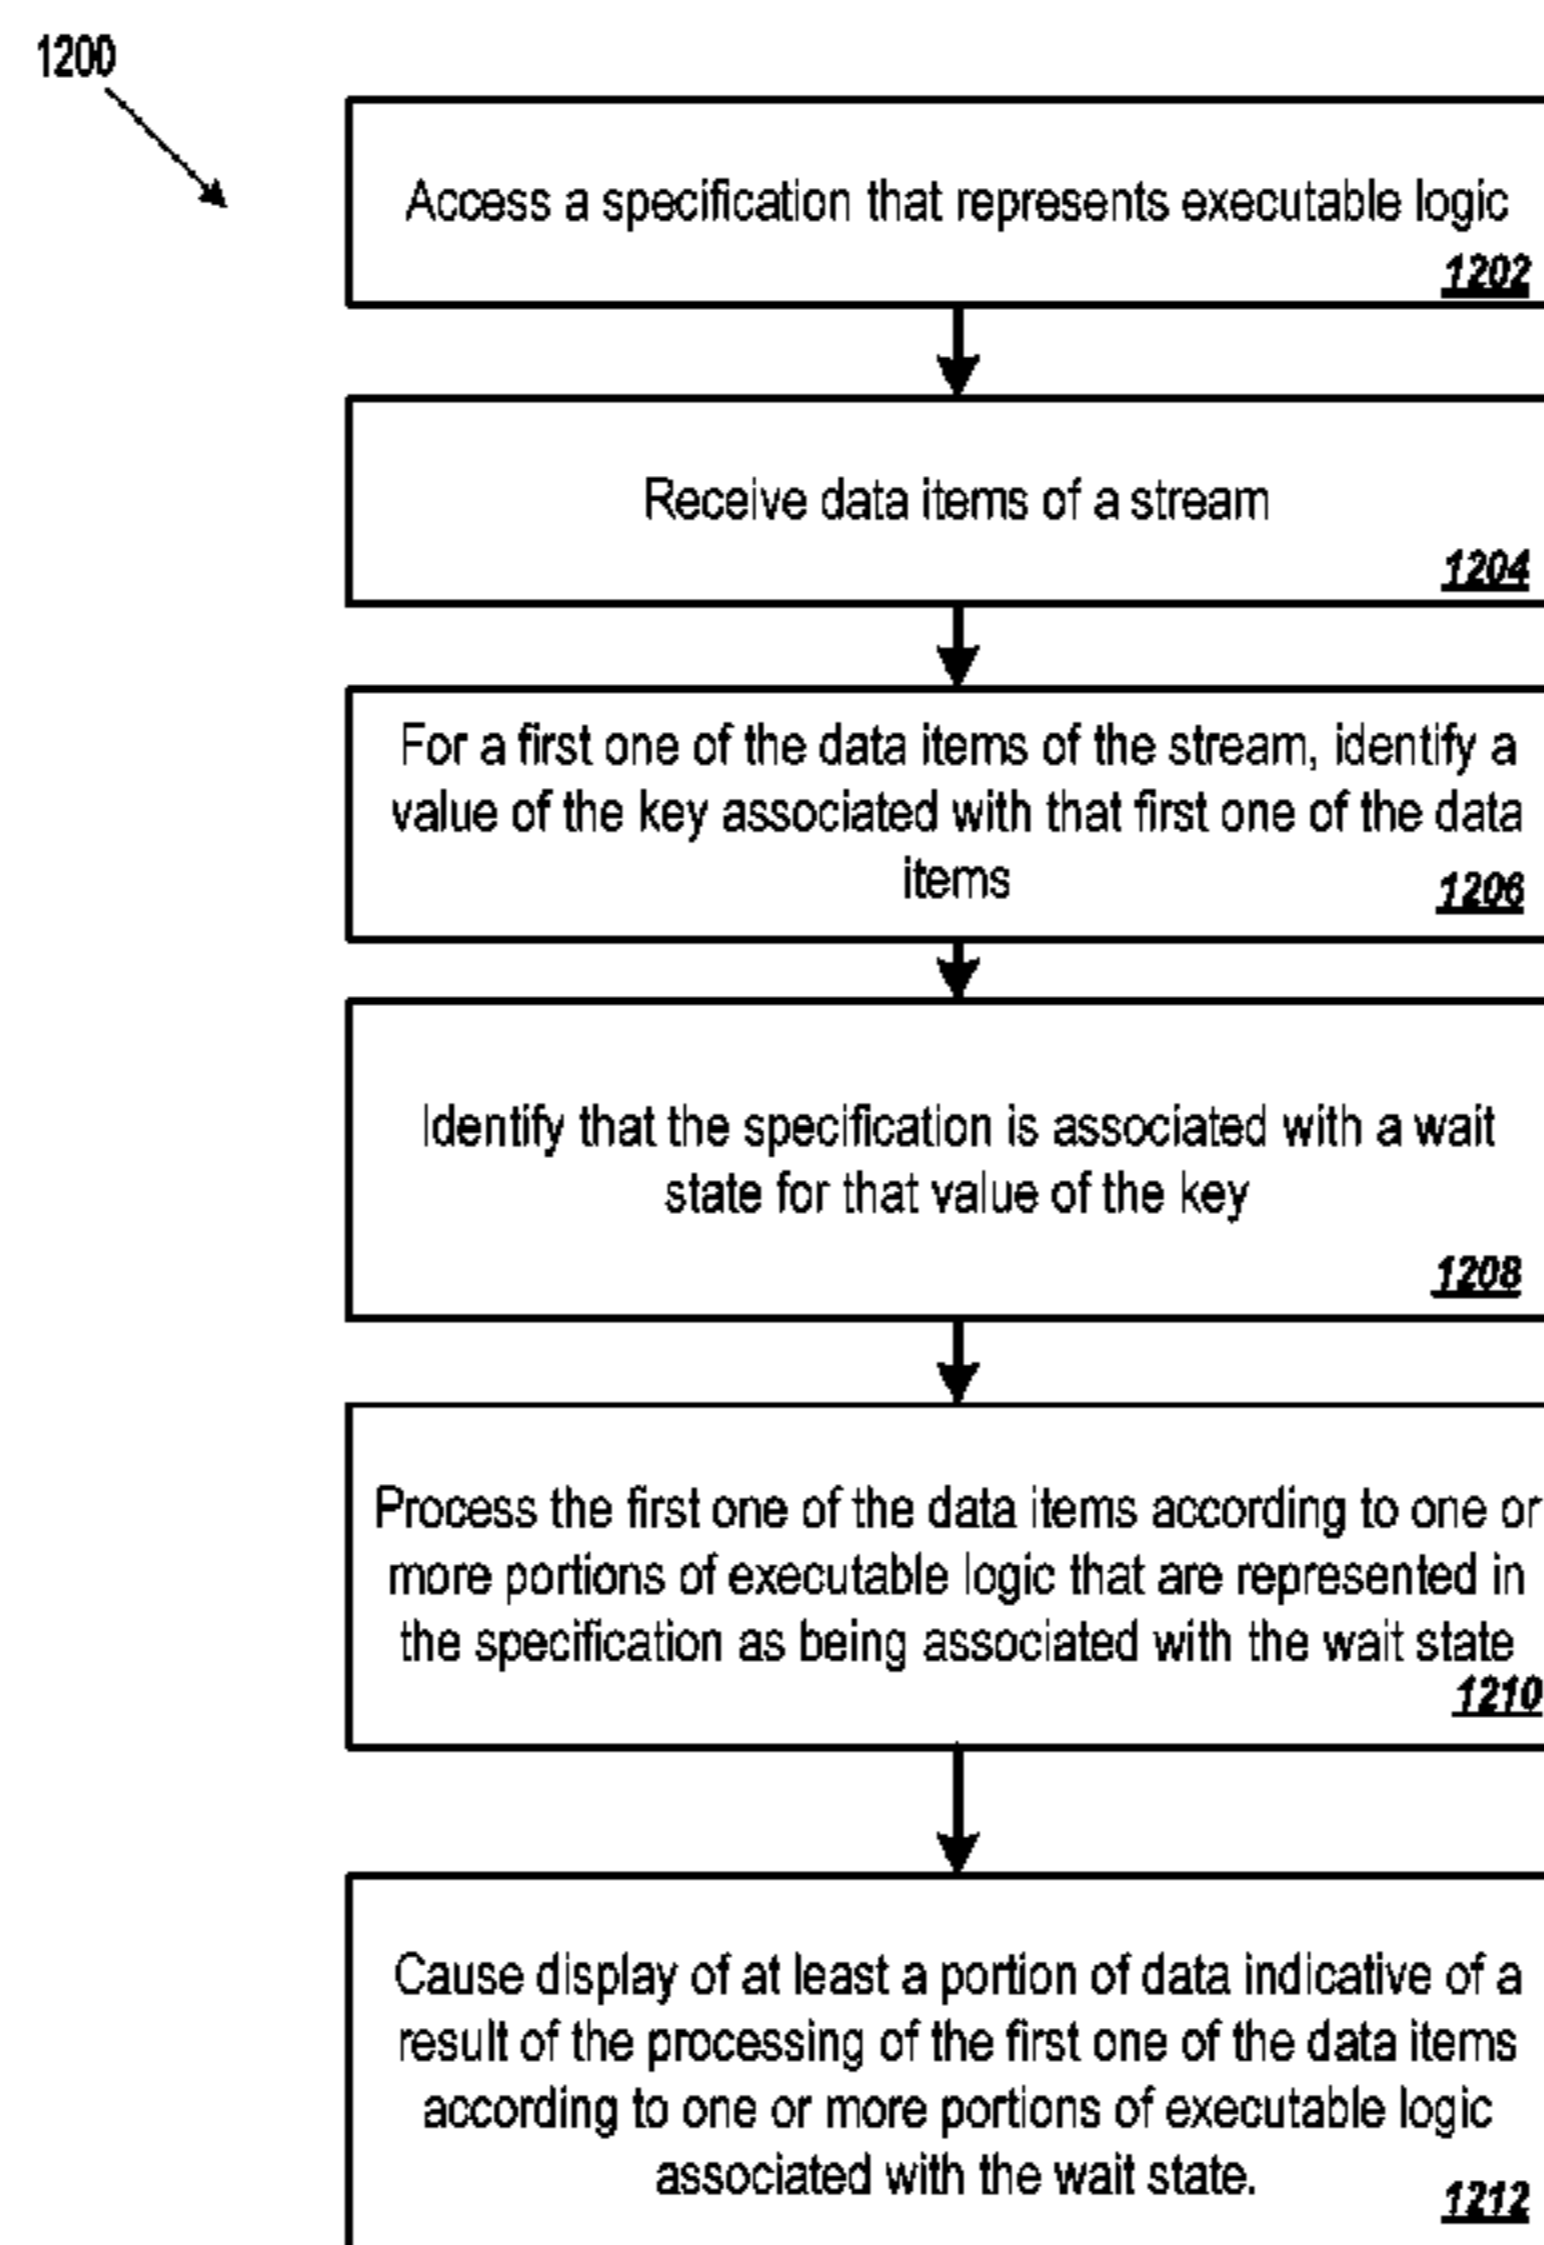 1200
Access a specification that represents executable logic
1202
Receive data items of a stream
1204
For a first one of the data items of the stream, identify a
value of the key associated with that first one of the data
items
1206
Identify that the specification is associated with a wait
state for that value of the key
1208
Process the first one of the data items according to one or
more portions of executable logic that are represented in
the specification as being associated with the wait state
1210
Cause display of at least a portion of data indicative of a
result of the processing of the first one of the data items
according to one or more portions of executable logic
associated with the wait state.
1212